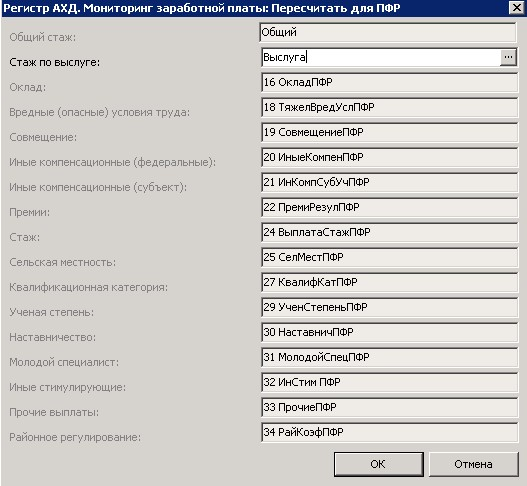 Регистр АХД. Мониторинг заработной платы: Пересчитать для ПФР
Общий стаж: Общий
Стаж по выслуге: Выслуга ...
Оклад: 16 ОкладПФР
Вредные (опасные) условия труда: 18 ТяжелВредУслПФР
Совмещение: 19 СовмещениеПФР
Иные компенсационные (федеральные): 20 ИныеКомпенПФР
Иные компенсационные (субъект): 21 ИнКомпСубУчПФР
Премии: 22 ПремиРезулПФР
Стаж: 24 ВыплатаСтажПФР
Сельская местность: 25 СелМестПФР
Квалификационная категория: 27 КвалифКатПФР
Ученая степень: 29 УченСтепеньПФР
Наставничество: 30 НаставничПФР
Молодой специалист: 31 МолодойСпецПФР
Иные стимулирующие: 32 ИнСтим ПФР
Прочие выплаты: 33 ПрочиеПФР
Районное регулирование: 34 РайКоэфПФР
ОК Отмена